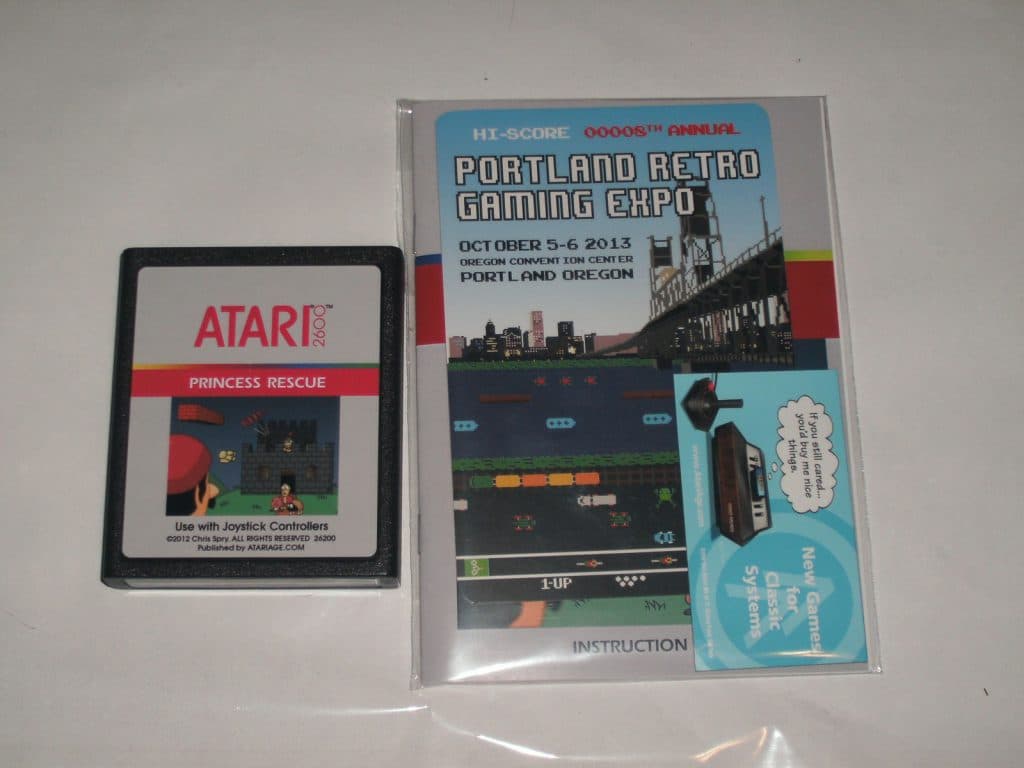 ATARI 2600™
PRINCESS RESCUE
Use with Joystick Controllers
©2012 Chris Spry. ALL RIGHTS RESERVED 26200
Published by ATARIAGE.COM
HI-SCORE 00008TH ANNUAL
PORTLAND RETRO
GAMING EXPO
OCTOBER 5-6 2013
OREGON CONVENTION CENTER
PORTLAND OREGON
1-UP
INSTRUCTION
If you still cared...
you'd buy me nice
things.
New Games
for
Classic
Systems